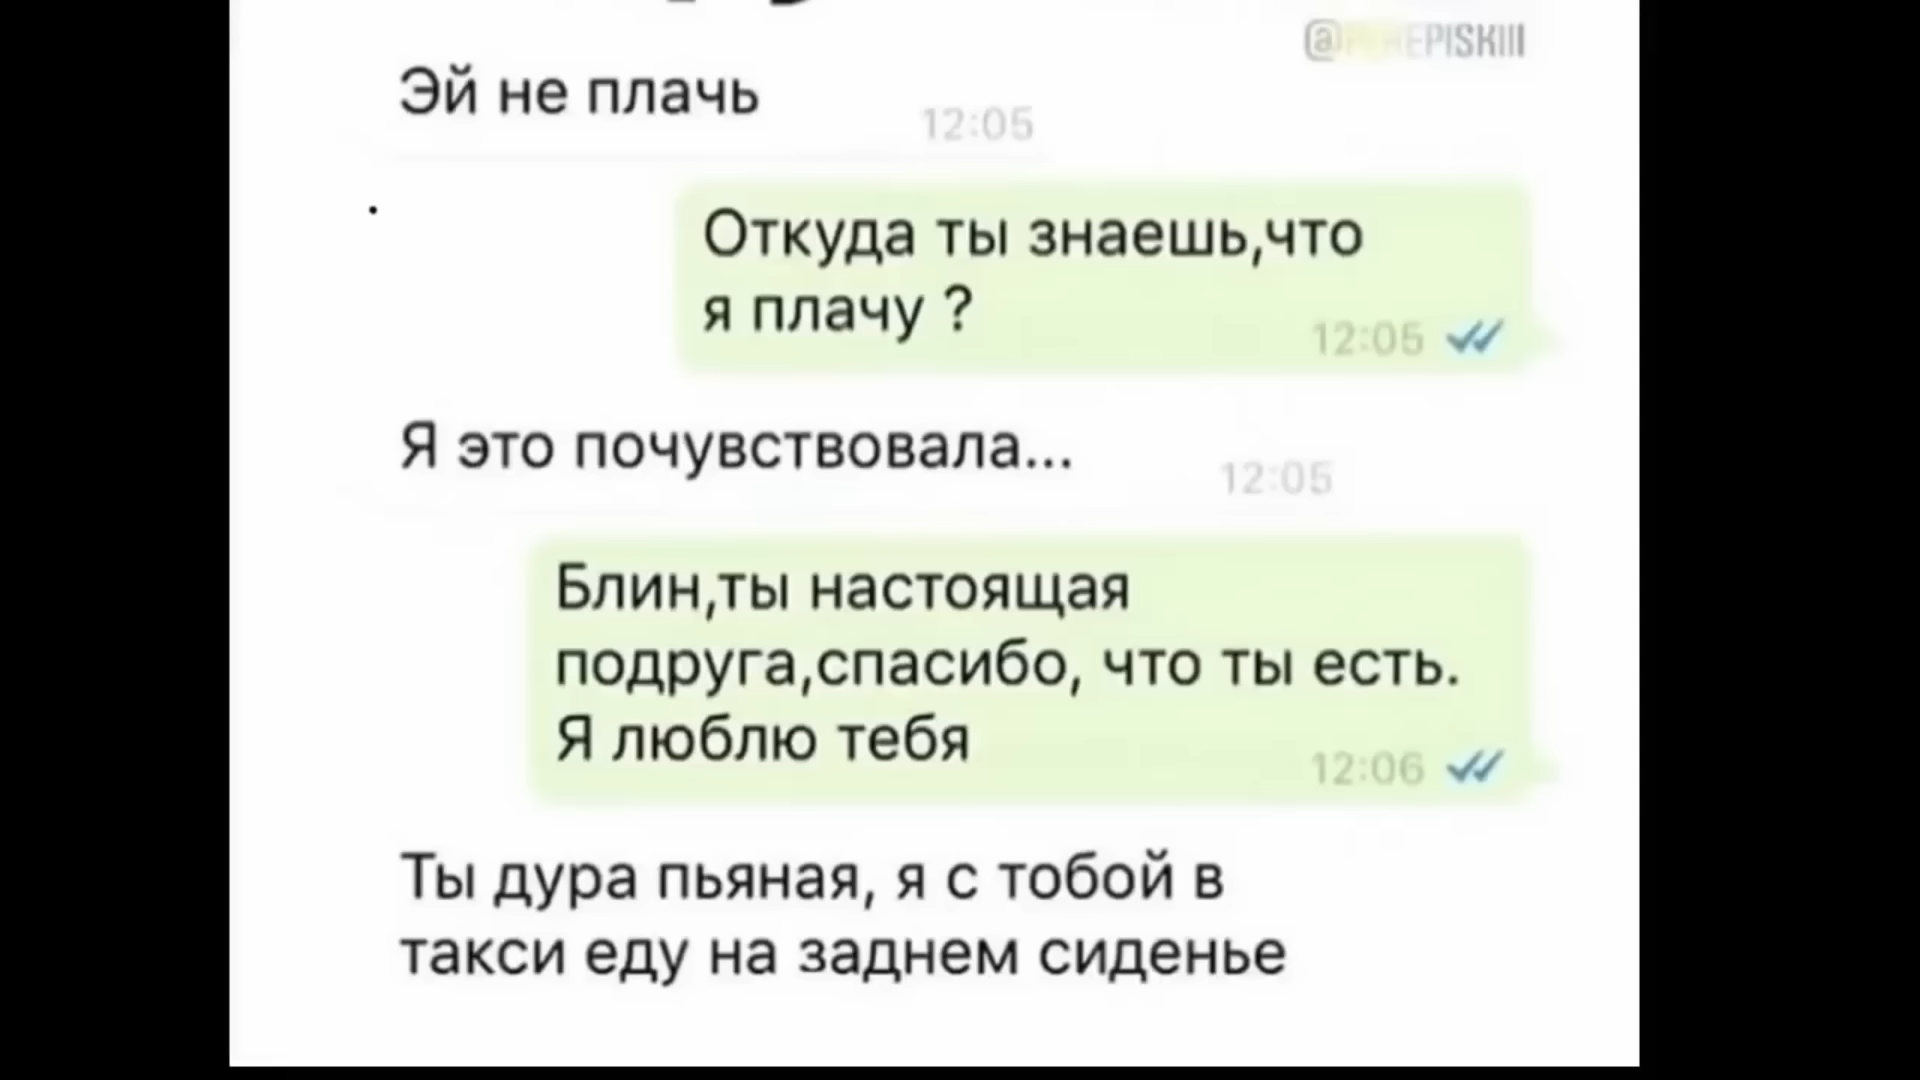 @PEREPISKIII
Эй не плачь
12:05
Откуда ты знаешь,что
я плачу ?
12:05
Я это почувствовала...
12:05
Блин,ты настоящая
подруга,спасибо, что ты есть.
Я люблю тебя
12:06
Ты дура пьяная, я с тобой в
такси еду на заднем сиденье